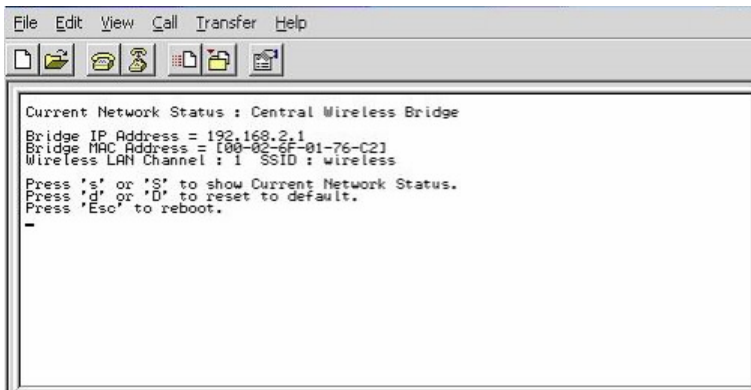 File Edit View Call Transfer Help
Current Network Status : Central Wireless Bridge
Bridge IP Address = 192.168.2.1
Bridge MAC Address = [00-02-6F-01-76-C2]
Wireless LAN Channel : 1 SSID : wireless
Press 's' or 'S' to show Current Network Status.
Press 'd' or 'D' to reset to default.
Press 'Esc' to reboot.